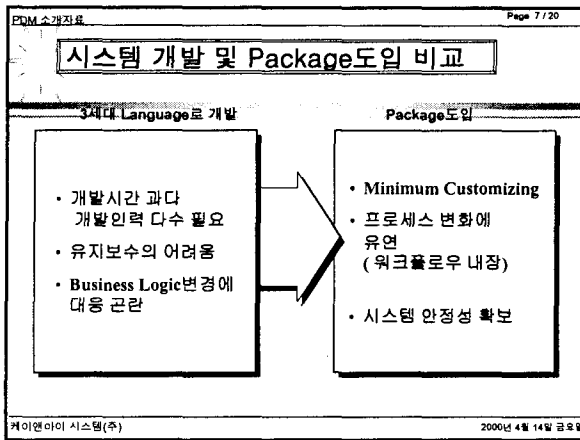 PDM 소개자료
Page 7 / 20
시스템 개발 및 Package도입 비교
3세대 Language로 개발
Package도입
• 개발시간 과다
개발인력 다수 필요
• 유지보수의 어려움
• Business Logic변경에
대응 곤란
• Minimum Customizing
• 프로세스 변화에
유연
( 워크플로우 내장)
• 시스템 안정성 확보
케이앤아이 시스템(주)
2000년 4월 14일 금요일